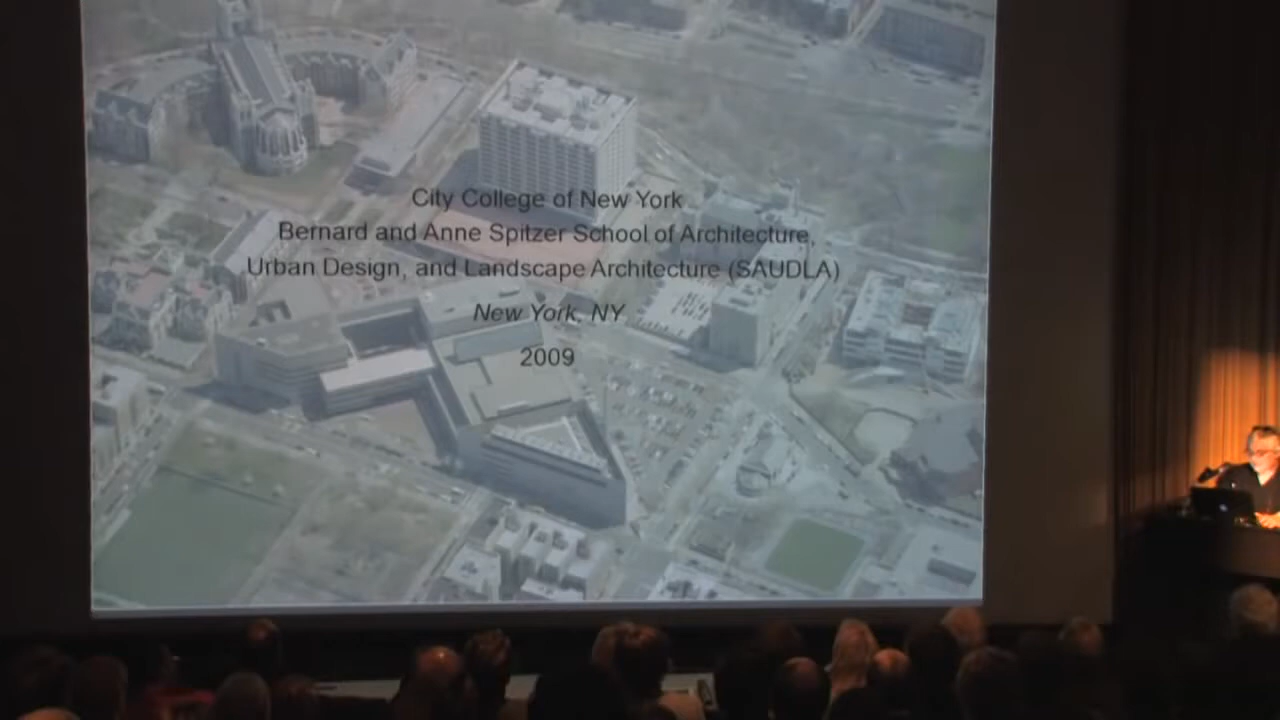 City College of New York
Bernard and Anne Spitzer School of Architecture,
Urban Design, and Landscape Architecture (SAUDLA)
New York, NY
2009